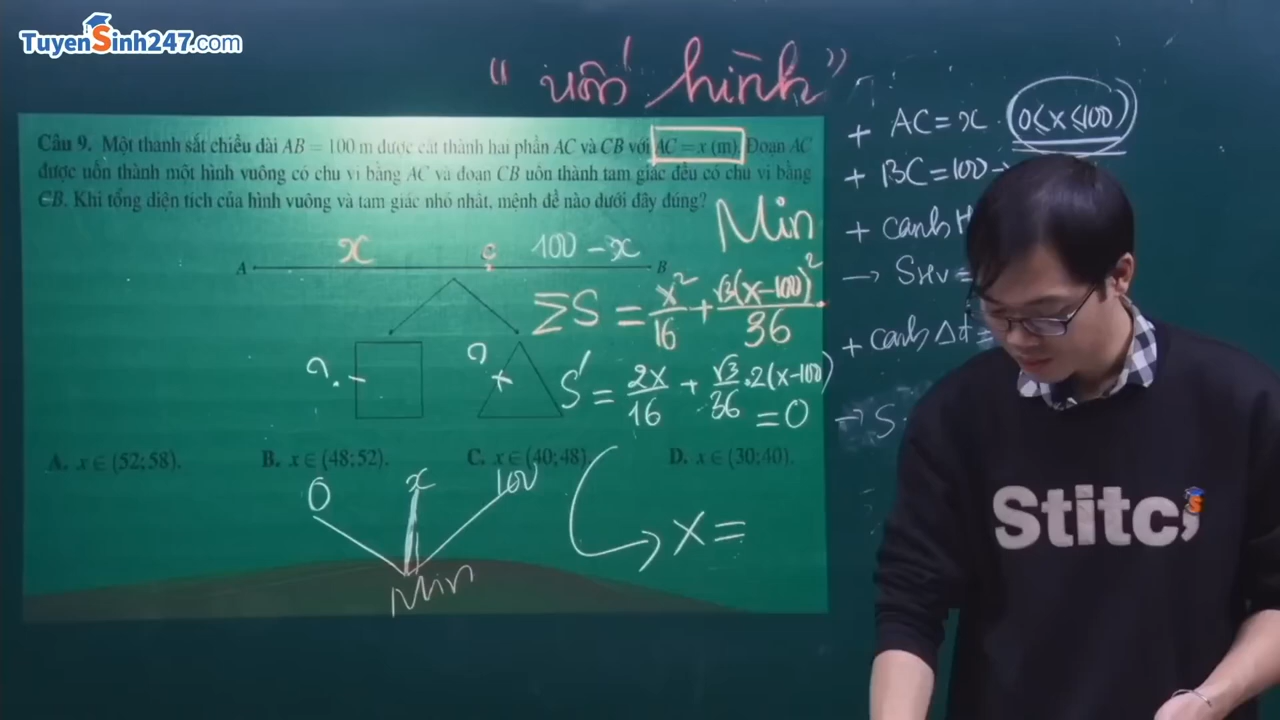 TuyenSinh247.com
"uốn hình"
Câu 9. Một thanh sắt chiều dài AB = 100 m được cắt thành hai phần AC và CB với AC = x (m). Đoạn AC
được uốn thành một hình vuông có chu vi bằng AC và đoạn CB uốn thành tam giác đều có chu vi bằng
CB. Khi tổng diện tích của hình vuông và tam giác nhỏ nhất, mệnh đề nào dưới đây đúng?
Min
A x C 100 - x B
ΣS = x²/16 + √3(x-100)²/36.
? ?
S' = 2x/16 + √3/36 . 2(x-100) = 0
A. x ∈ (52;58). B. x ∈ (48;52). C. x ∈ (40;48). D. x ∈ (30;40).
0 x 100
Min
x =
+ AC = x . (0 ≤ x ≤ 100)
+ BC = 100 -
+ cạnh H
→ SHV =
+ cạnh Δđ =
→ S
Stitch